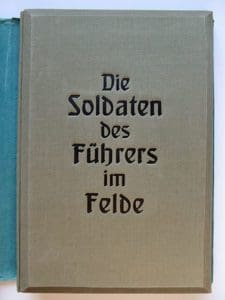 Die
Soldaten
des
Führers
im
Felde